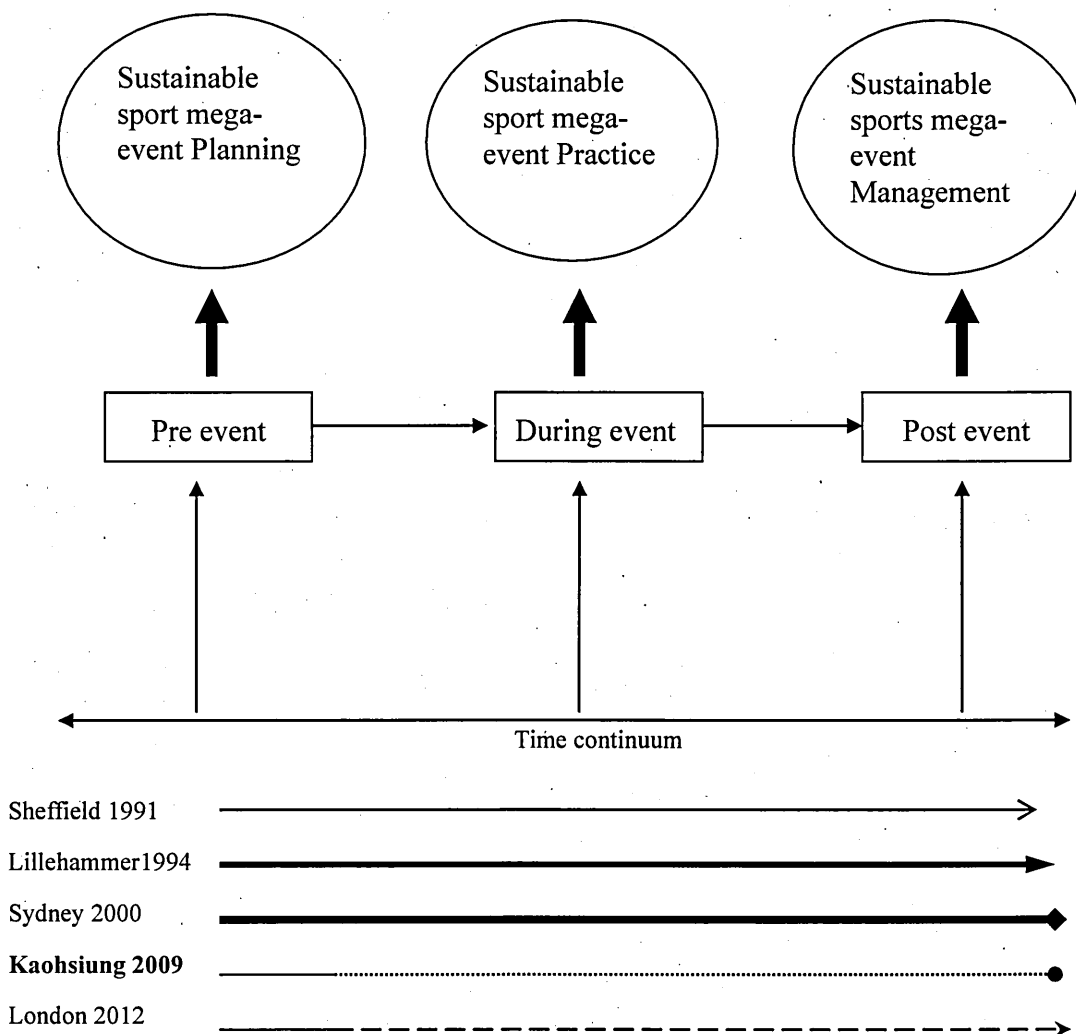 Sustainable
sport mega-
event Planning
Sustainable
sport mega-
event Practice
Sustainable
sports mega-
event
Management
Pre event
During event
Post event
Time continuum
Sheffield 1991
Lillehammer1994
Sydney 2000
Kaohsiung 2009
London 2012